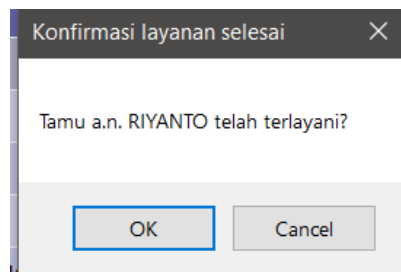 Konfirmasi layanan selesai
Tamu a.n. RIYANTO telah terlayani?
OK
Cancel